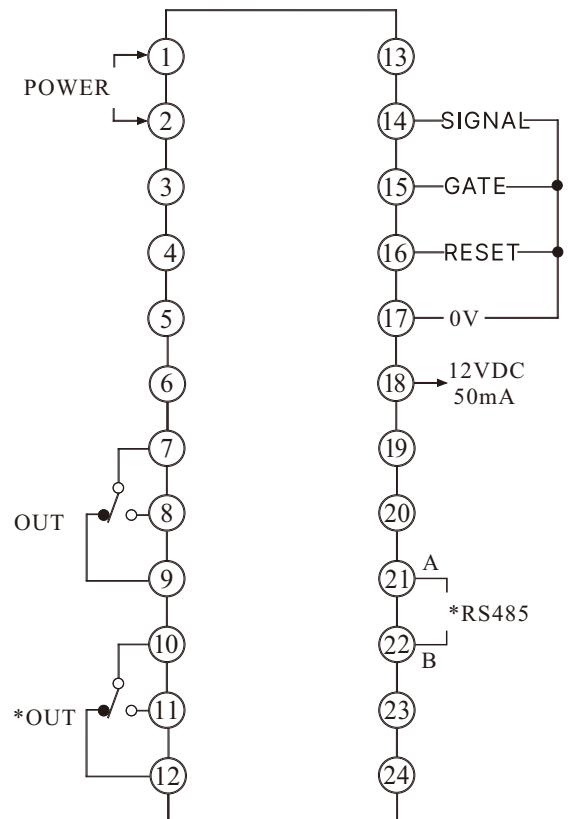 1 13
POWER
2 14 SIGNAL
3 15 GATE
4 16 RESET
5 17 0V
6 18 12VDC
50mA
7 19
OUT 8 20
9 21 A
*RS485
10 22 B
*OUT 11 23
12 24